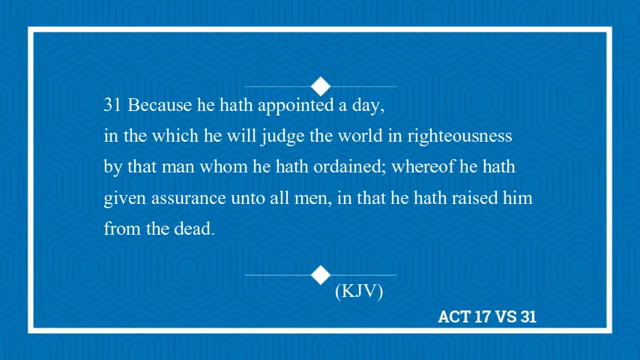 31 Because he hath appointed a day,
in the which he will judge the world in righteousness
by that man whom he hath ordained; whereof he hath
given assurance unto all men, in that he hath raised him
from the dead.
(KJV)
ACT 17 VS 31